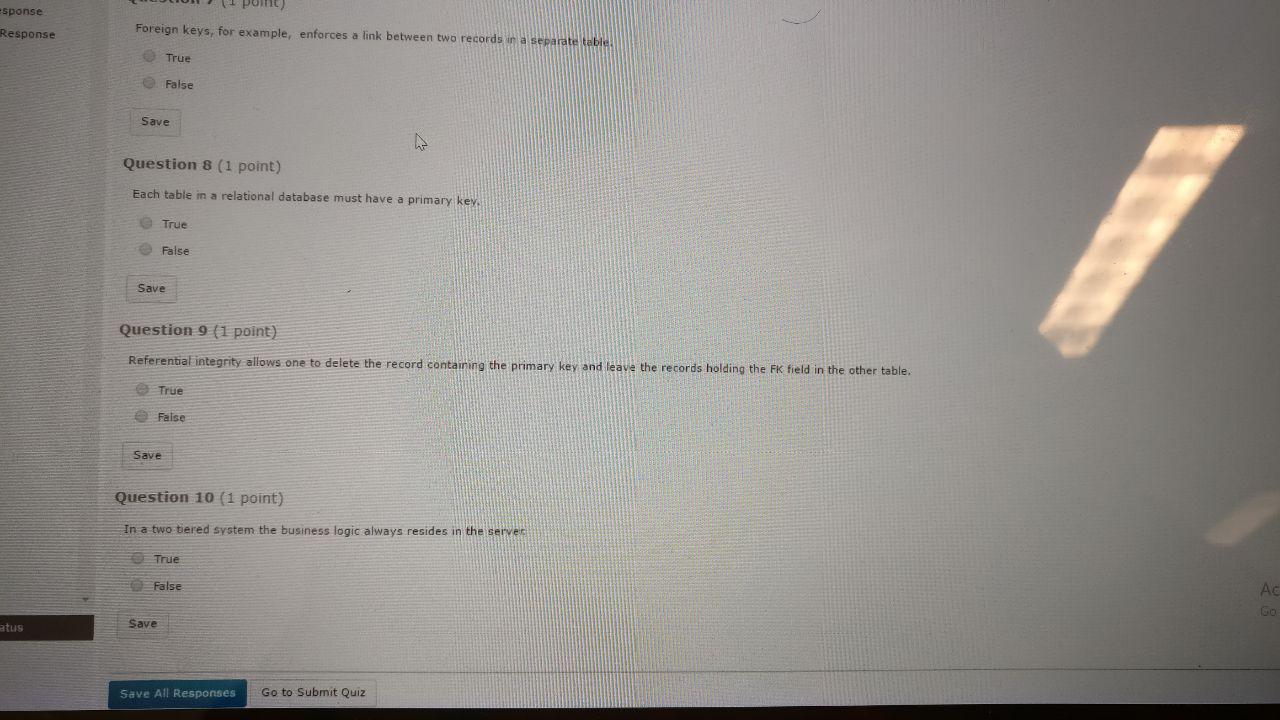 sponse
Response
Question 7 (1 point)
Foreign keys, for example, enforces a link between two records in a separate table.
True
False
Save
Question 8 (1 point)
Each table in a relational database must have a primary key.
True
False
Save
Question 9 (1 point)
Referential integrity allows one to delete the record containing the primary key and leave the records holding the FK field in the other table.
True
False
Save
Question 10 (1 point)
In a two tiered system the business logic always resides in the server.
True
False
Save
atus
Ac
Go
Save All Responses
Go to Submit Quiz